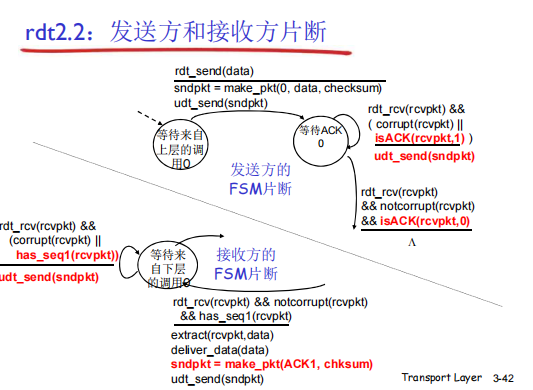 rdt2.2：发送方和接收方片断
rdt_send(data)
sndpkt = make_pkt(0, data, checksum)
udt_send(sndpkt)
等待来自
上层的调
用0
等待ACK
0
rdt_rcv(rcvpkt) &&
( corrupt(rcvpkt) ||
isACK(rcvpkt,1) )
udt_send(sndpkt)
发送方的
FSM片断
rdt_rcv(rcvpkt)
&& notcorrupt(rcvpkt)
&& isACK(rcvpkt,0)
Λ
rdt_rcv(rcvpkt) &&
(corrupt(rcvpkt) ||
has_seq1(rcvpkt))
udt_send(sndpkt)
等待来
自下层
的调用0
接收方的
FSM片断
rdt_rcv(rcvpkt) && notcorrupt(rcvpkt)
&& has_seq1(rcvpkt)
extract(rcvpkt,data)
deliver_data(data)
sndpkt = make_pkt(ACK1, chksum)
udt_send(sndpkt)
Transport Layer 3-42